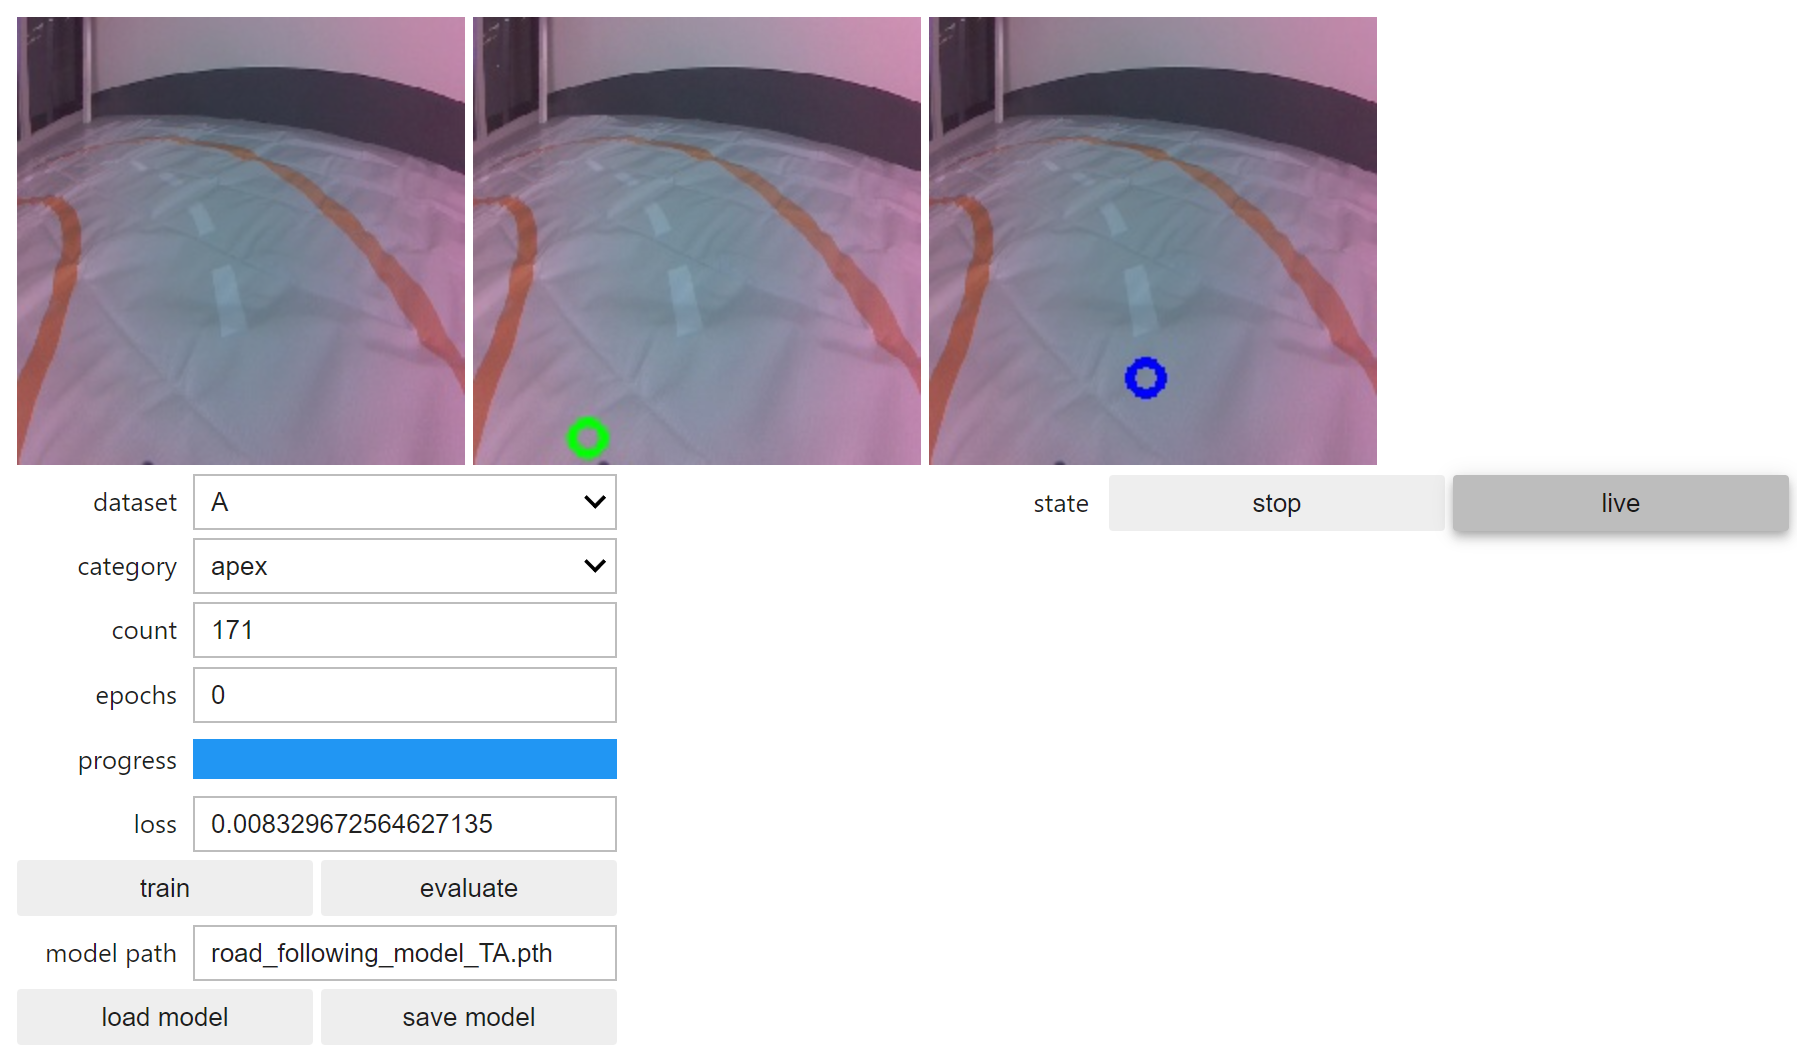 dataset A
state stop live
category apex
count 171
epochs 0
progress
loss 0.008329672564627135
train evaluate
model path road_following_model_TA.pth
load model save model